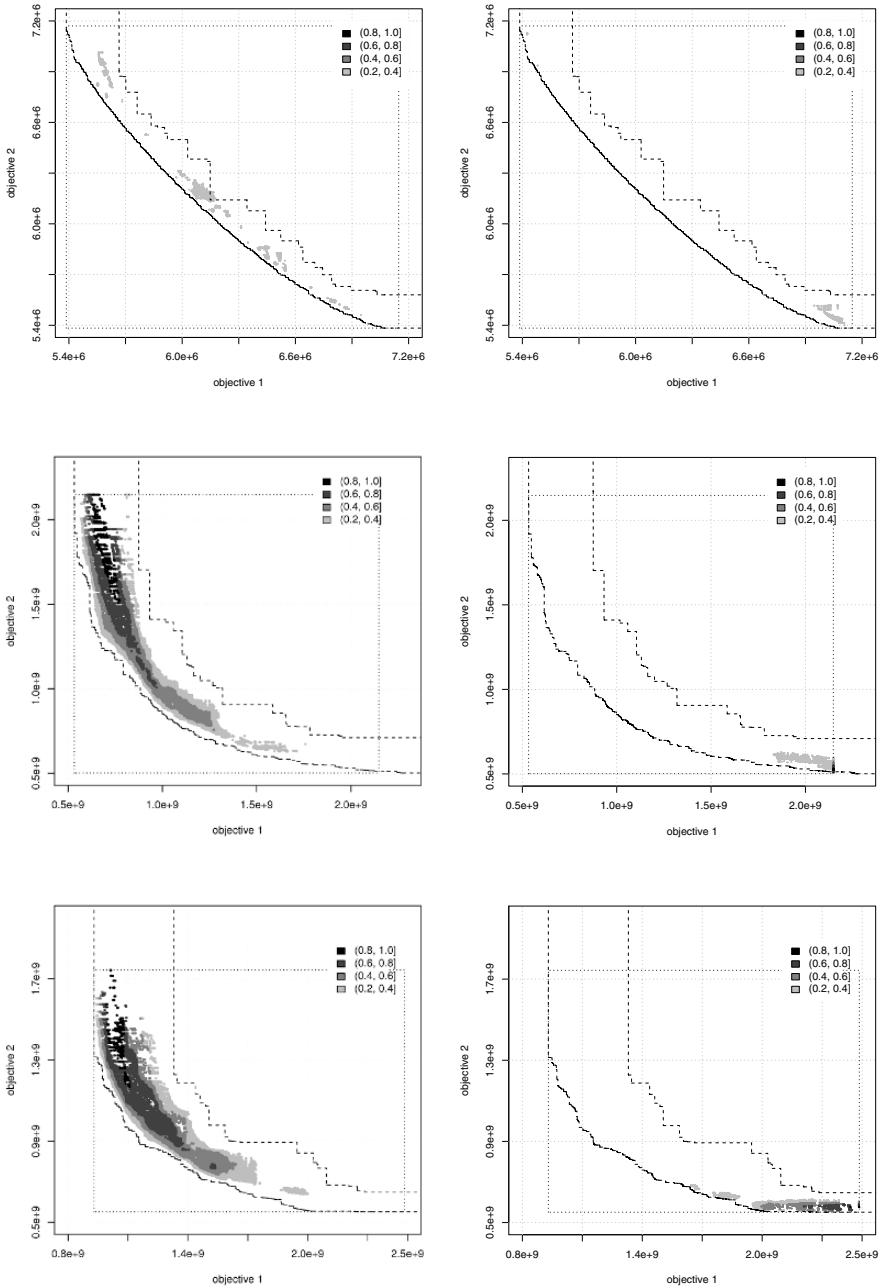 7.2e+6
6.6e+6
6.0e+6
5.4e+6
objective 2
(0.8, 1.0]
(0.6, 0.8]
(0.4, 0.6]
(0.2, 0.4]
5.4e+6 6.0e+6 6.6e+6 7.2e+6
objective 1
7.2e+6
6.6e+6
6.0e+6
5.4e+6
objective 2
(0.8, 1.0]
(0.6, 0.8]
(0.4, 0.6]
(0.2, 0.4]
5.4e+6 6.0e+6 6.6e+6 7.2e+6
objective 1
2.0e+9
1.5e+9
1.0e+9
0.5e+9
objective 2
(0.8, 1.0]
(0.6, 0.8]
(0.4, 0.6]
(0.2, 0.4]
0.5e+9 1.0e+9 1.5e+9 2.0e+9
objective 1
2.0e+9
1.5e+9
1.0e+9
0.5e+9
objective 2
(0.8, 1.0]
(0.6, 0.8]
(0.4, 0.6]
(0.2, 0.4]
0.5e+9 1.0e+9 1.5e+9 2.0e+9
objective 1
1.7e+9
1.3e+9
0.9e+9
0.5e+9
objective 2
(0.8, 1.0]
(0.6, 0.8]
(0.4, 0.6]
(0.2, 0.4]
0.8e+9 1.4e+9 2.0e+9 2.5e+9
objective 1
1.7e+9
1.3e+9
0.9e+9
0.5e+9
objective 2
(0.8, 1.0]
(0.6, 0.8]
(0.4, 0.6]
(0.2, 0.4]
0.8e+9 1.4e+9 2.0e+9 2.5e+9
objective 1